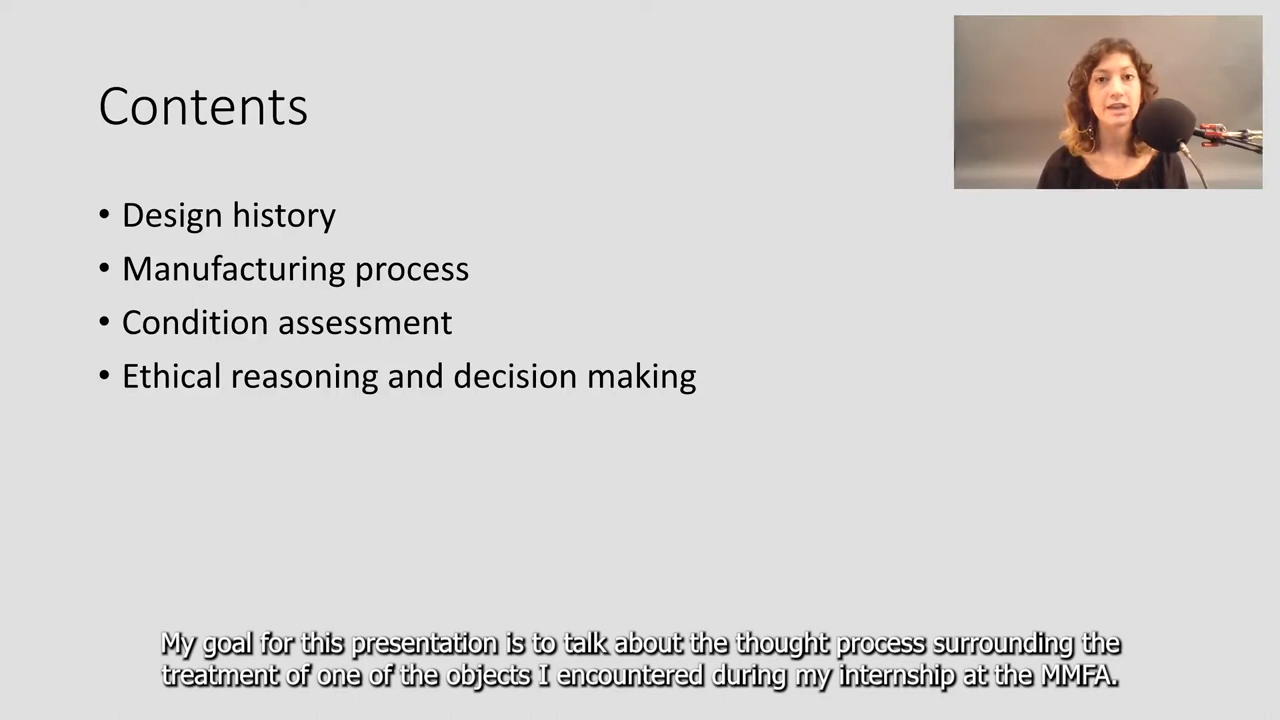 Contents
• Design history
• Manufacturing process
• Condition assessment
• Ethical reasoning and decision making
My goal for this presentation is to talk about the thought process surrounding the
treatment of one of the objects I encountered during my internship at the MMFA.